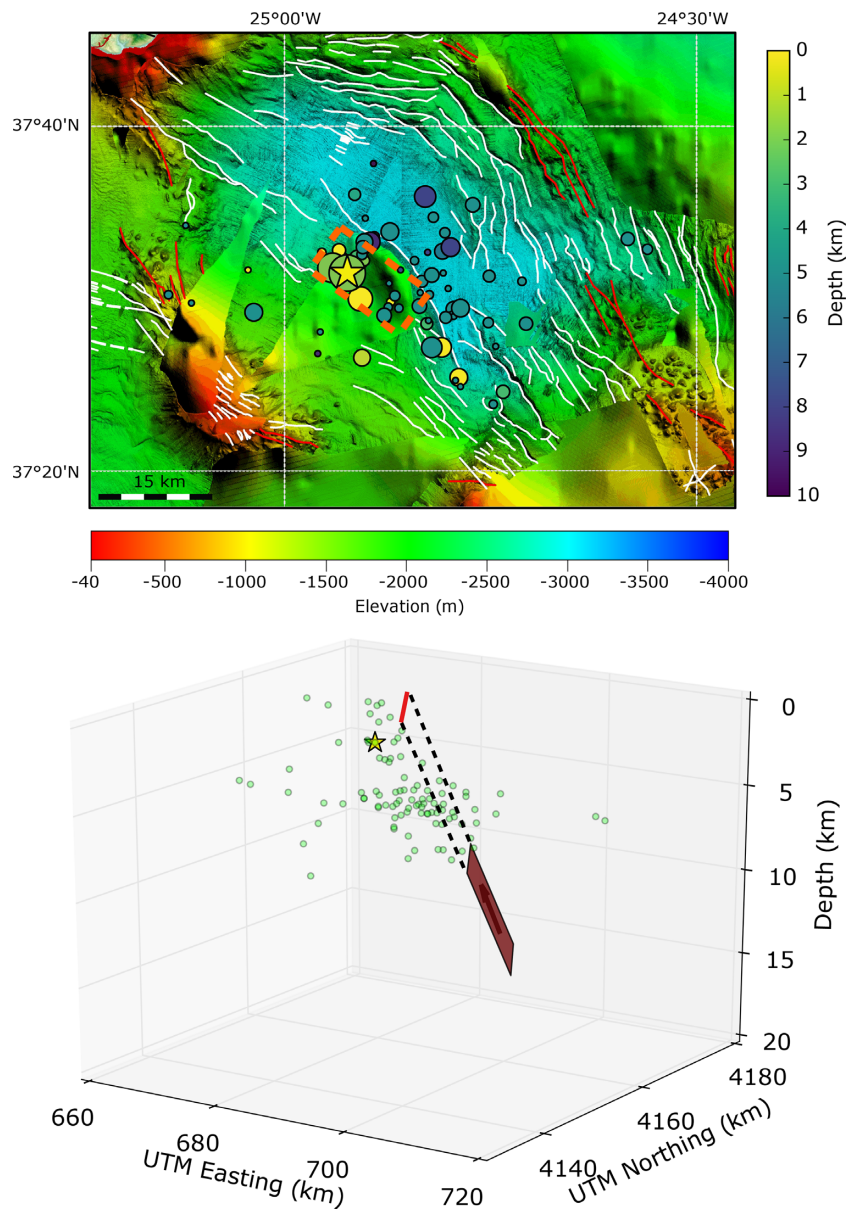 25°00'W 24°30'W
37°40'N
37°20'N
15 km
0
1
2
3
4
5
6
7
8
9
10
Depth (km)
-40 -500 -1000 -1500 -2000 -2500 -3000 -3500 -4000
Elevation (m)
0
5
10
15
20
Depth (km)
660
680
700
720
UTM Easting (km)
4140
4160
4180
UTM Northing (km)